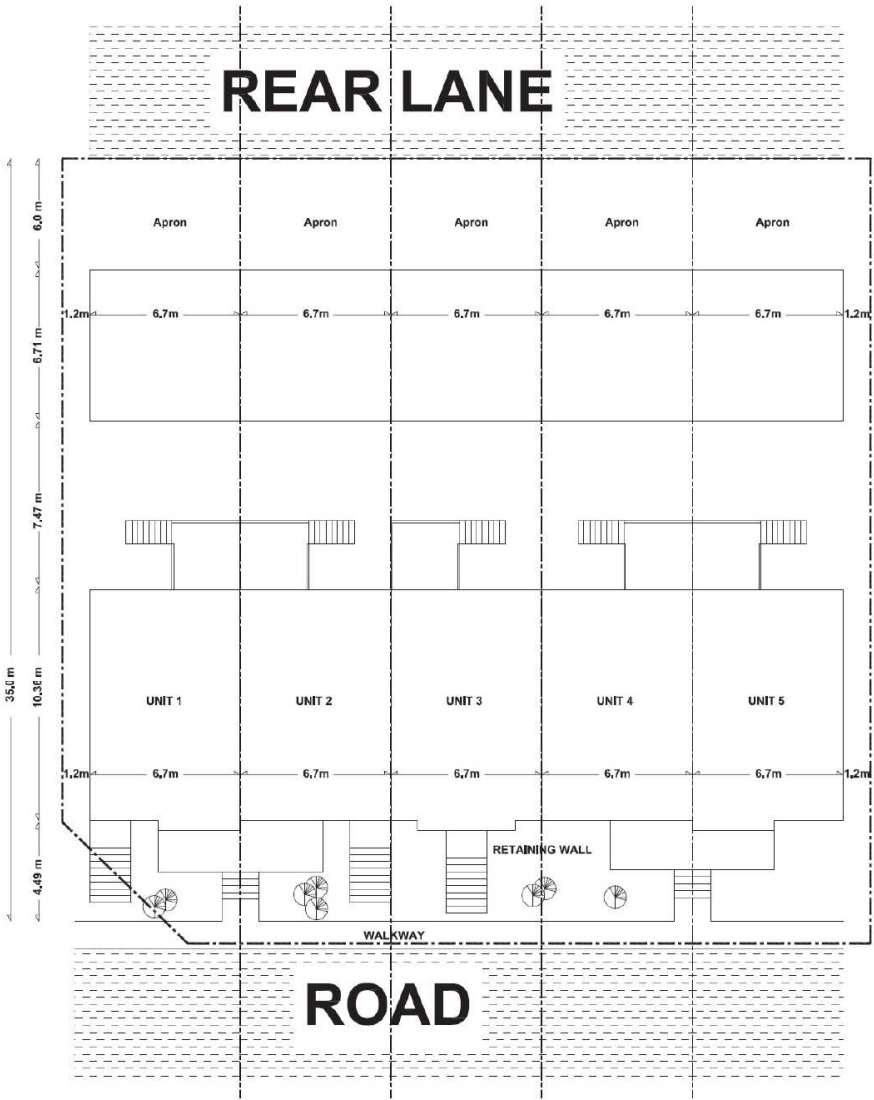 REAR LANE
6.0 m
Apron Apron Apron Apron Apron
1.2m 6.7m 6.7m 6.7m 6.7m 6.7m 1.2m
6.71 m
7.47 m
35.0 m
10.36 m
UNIT 1 UNIT 2 UNIT 3 UNIT 4 UNIT 5
1.2m 6.7m 6.7m 6.7m 6.7m 6.7m 1.2m
4.49 m
RETAINING WALL
WALKWAY
ROAD